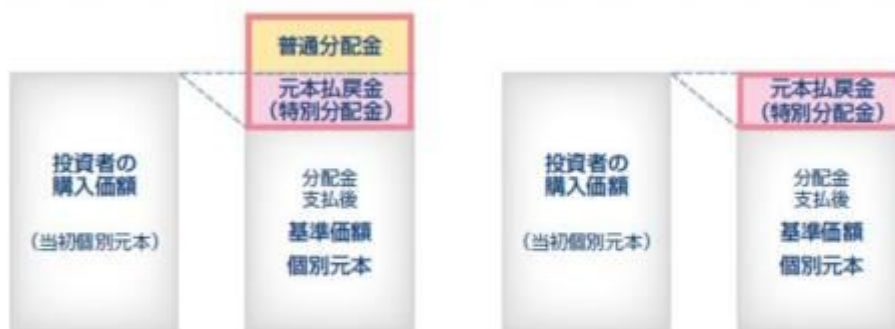 普通分配金
元本払戻金
(特別分配金)
投資者の
購入価額
(当初個別元本)
分配金
支払後
基準価額
個別元本
元本払戻金
(特別分配金)
投資者の
購入価額
(当初個別元本)
分配金
支払後
基準価額
個別元本